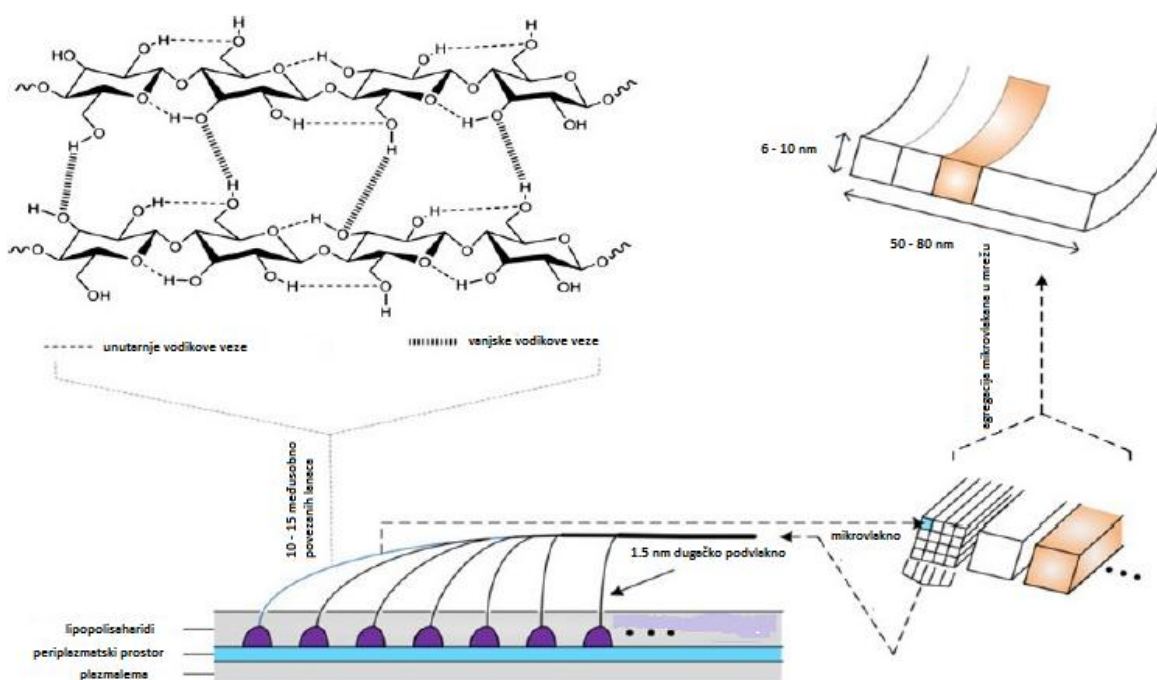 6 - 10 nm
50 - 80 nm
unutarnje vodikove veze
vanjske vodikove veze
agregacija mikrovlakana u mrežu
10 - 15 međusobno
povezanih lanaca
mikrovlakno
1.5 nm dugačko podvlakno
lipopolisaharidi
periplazmatski prostor
plazmalema